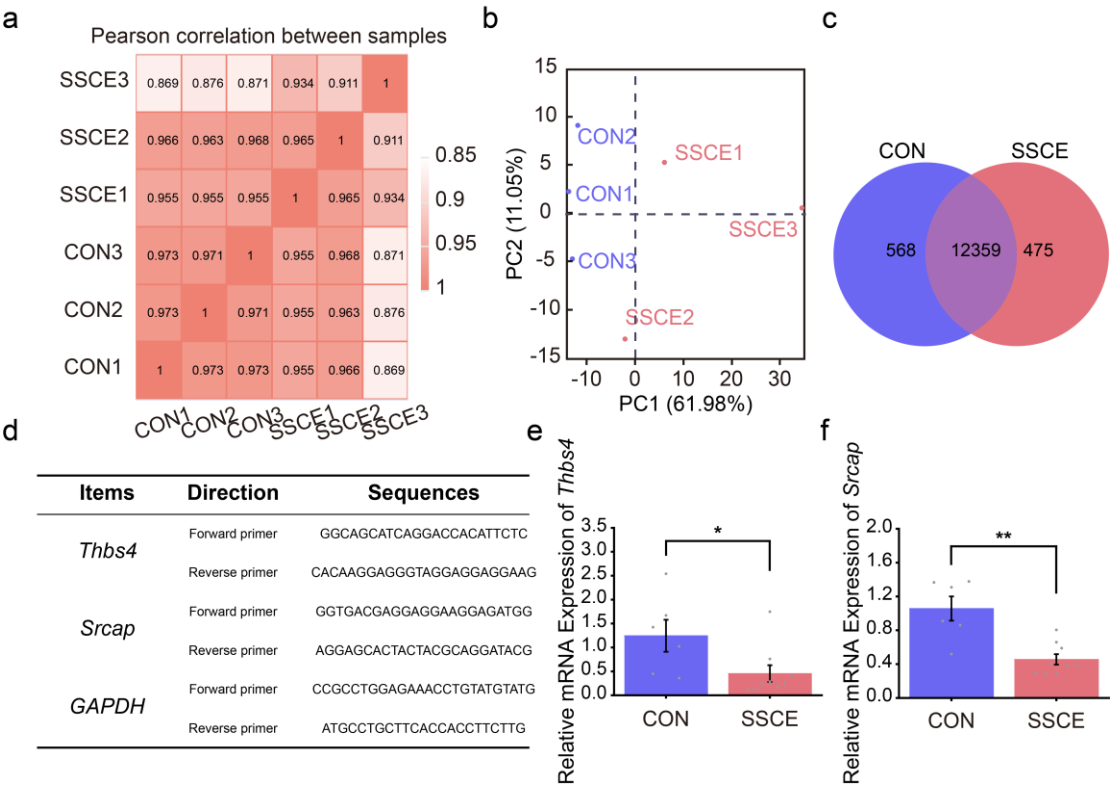 a
Pearson correlation between samples
SSCE3 0.869 0.876 0.871 0.934 0.911 1
SSCE2 0.966 0.963 0.968 0.965 1 0.911
SSCE1 0.955 0.955 0.955 1 0.965 0.934
CON3 0.973 0.971 1 0.955 0.968 0.871
CON2 0.973 1 0.971 0.955 0.963 0.876
CON1 1 0.973 0.973 0.955 0.966 0.869
CON1 CON2 CON3 SSCE1 SSCE2 SSCE3
0.85
0.9
0.95
1
b
PC2 (11.05%)
15
10
5
0
-5
-10
-15
CON2
SSCE1
CON1
SSCE3
CON3
SSCE2
-10 0 10 20 30
PC1 (61.98%)
c
CON SSCE
568 12359 475
d
Items Direction Sequences
Thbs4
Forward primer GGCAGCATCAGGACCACATTCTC
Reverse primer CACAAGGAGGGTAGGAGGAGGAAG
Srcap
Forward primer GGTGACGAGGAGGAAGGAGATGG
Reverse primer AGGAGCACTACTACGCAGGATACG
GAPDH
Forward primer CCGCCTGGAGAAACCTGTATGTATG
Reverse primer ATGCCTGCTTCACCACCTTCTTG
e
Relative mRNA Expression of Thbs4
3.5
3.0
2.5
2.0
1.5
1.0
0.5
0.0
*
CON SSCE
f
Relative mRNA Expression of Srcap
2.0
1.6
1.2
0.8
0.4
0.0
**
CON SSCE